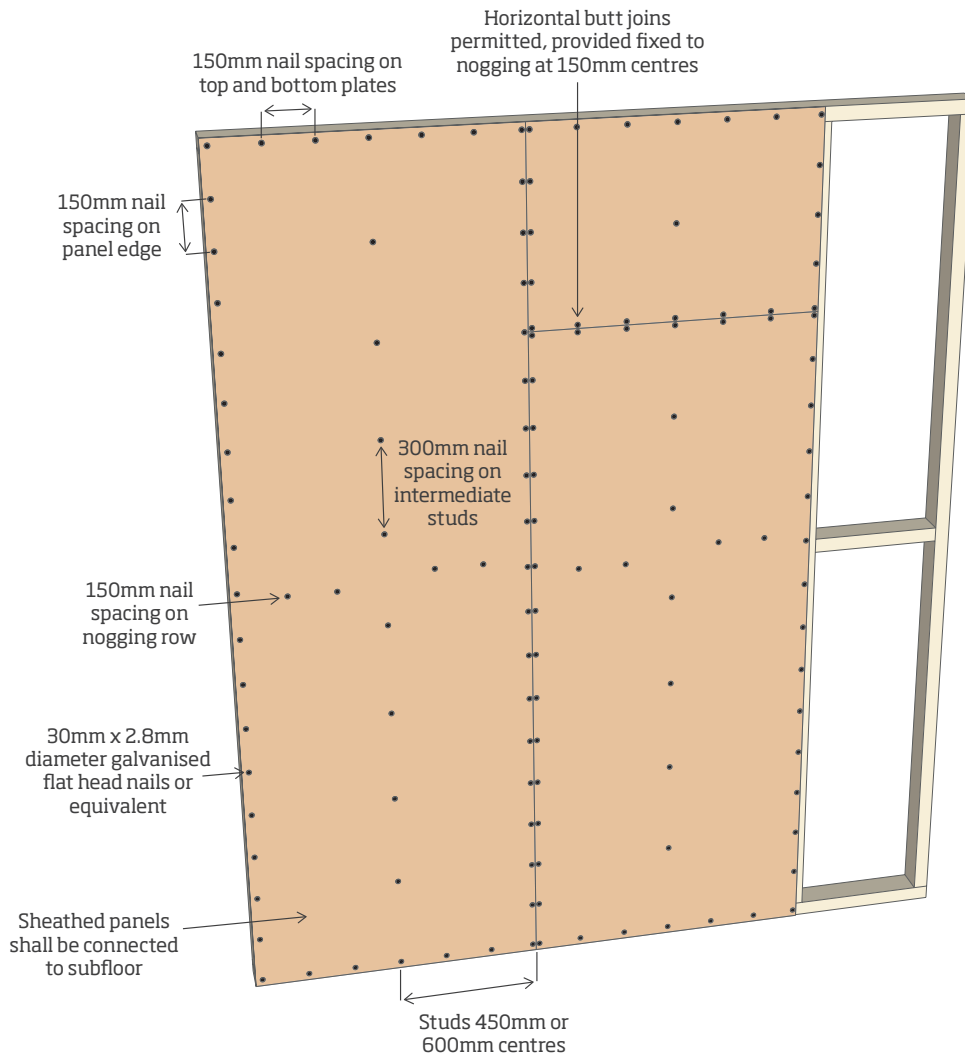 Horizontal butt joins
permitted, provided fixed to
nogging at 150mm centres
150mm nail spacing on
top and bottom plates
150mm nail
spacing on
panel edge
300mm nail
spacing on
intermediate
studs
150mm nail
spacing on
nogging row
30mm x 2.8mm
diameter galvanised
flat head nails or
equivalent
Sheathed panels
shall be connected
to subfloor
Studs 450mm or
600mm centres